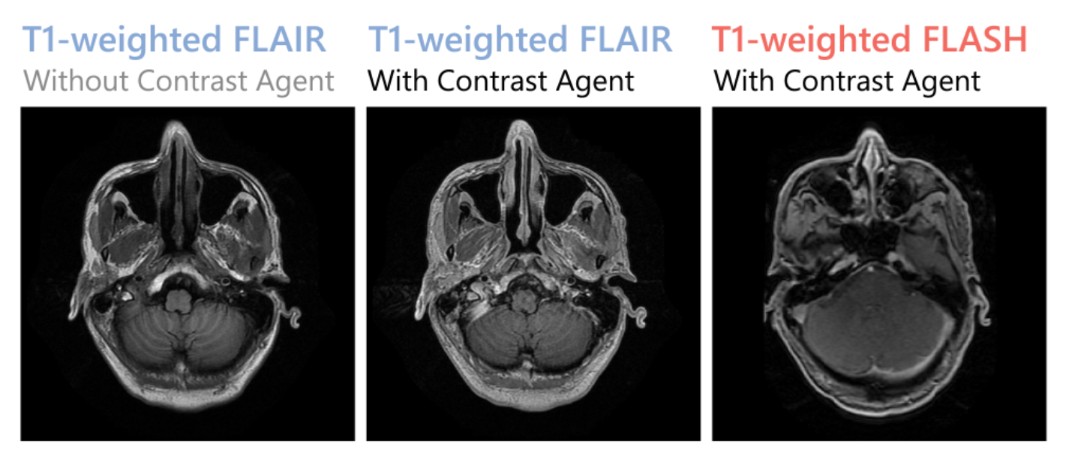 T1-weighted FLAIR
Without Contrast Agent
T1-weighted FLAIR
With Contrast Agent
T1-weighted FLASH
With Contrast Agent